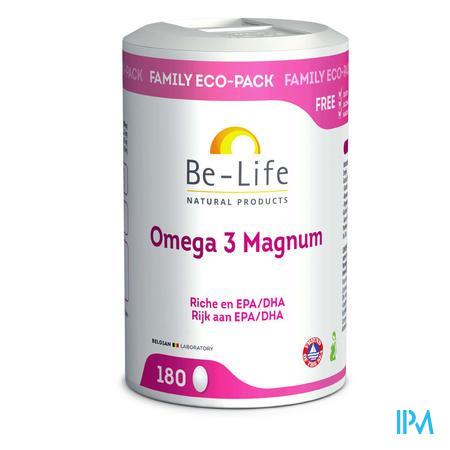 FAMILY ECO-PACK FAMILY ECO-PACK
FREE
Be-Life
NATURAL PRODUCTS
Omega 3 Magnum
Riche en EPA/DHA
Rijk aan EPA/DHA
BELGIAN LABORATORY
180
IPM